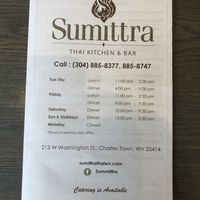 Sumittra
THAI KITCHEN & BAR
Call : (304) 885-8377, 885-8747
Tue-Thu Lunch 11:00 am - 2:30 pm
Dinner 4:00 pm - 9:00 pm
Friday Lunch 11:00 am - 2:30 pm
Dinner 4:00 pm - 9:30 pm
Saturday Dinner 12:00 pm - 9:30 pm
Sun & Holidays Dinner 12:00 pm - 8:30 pm
Monday Closed
213 W Washington St., Charles Town, WV 25414
sumittrathaiwv.com
Sumittra
Catering is Available